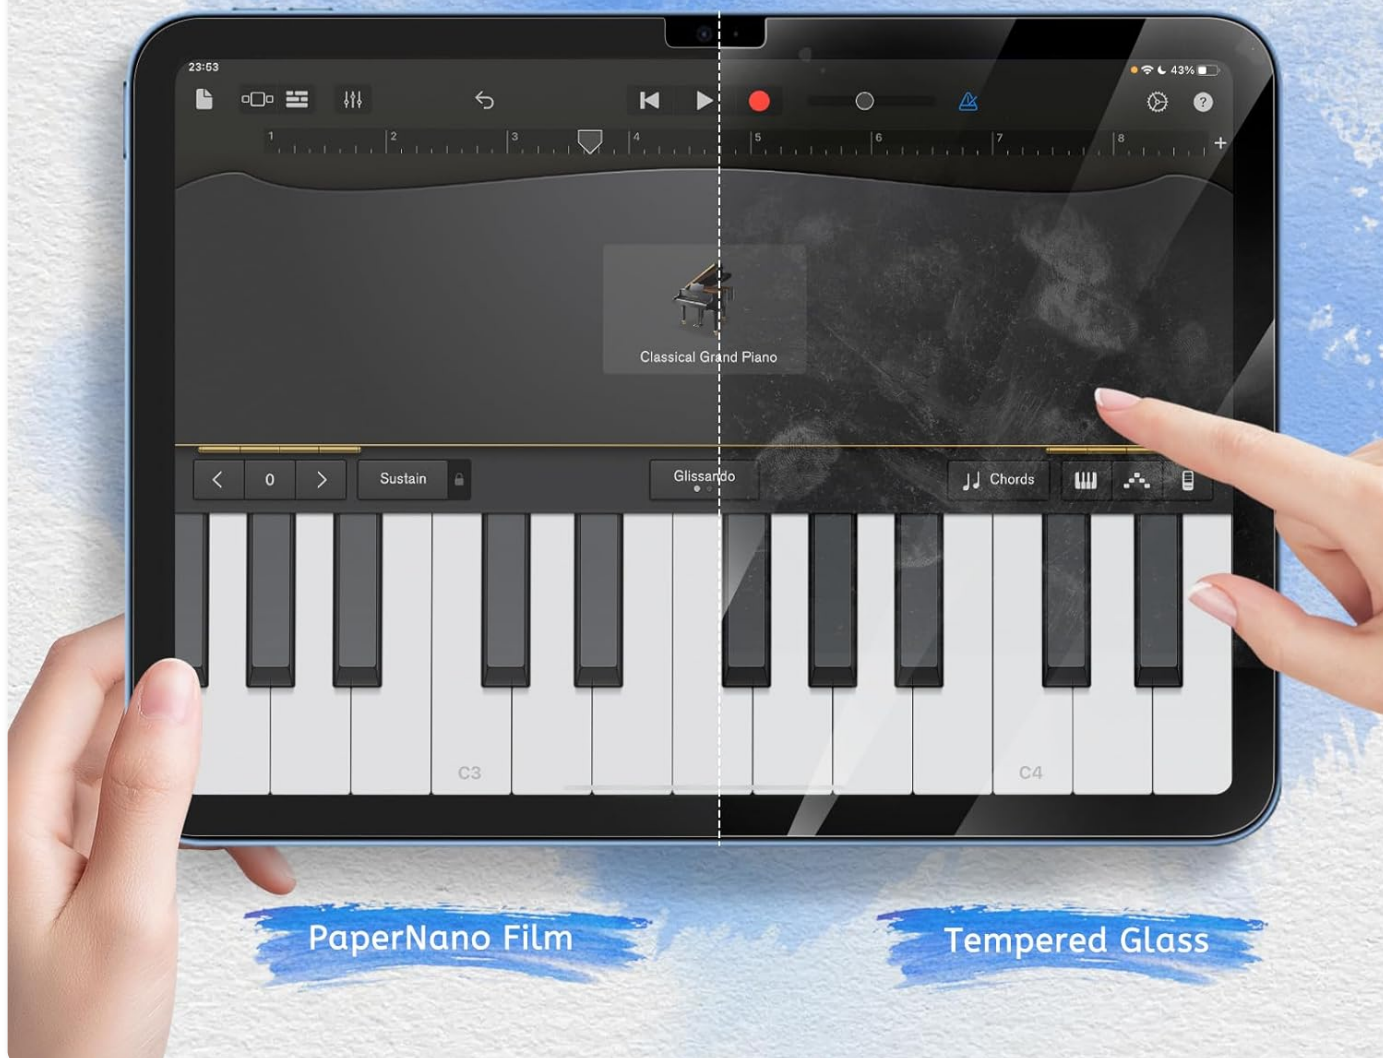 23:53
43%
?
1 2 3 4 5 6 7 8 +
Classical Grand Piano
< 0 > Sustain Glissando Chords
C3 C4
PaperNano Film
Tempered Glass